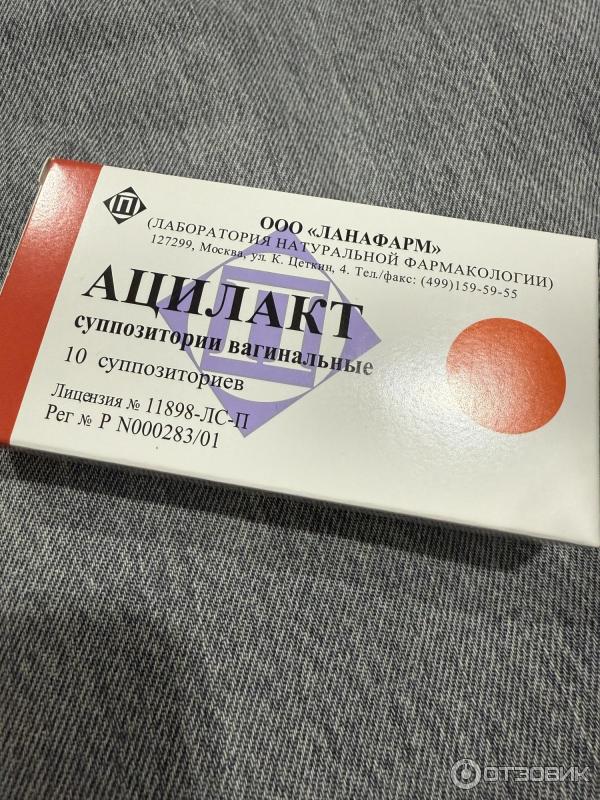 ООО «ЛАНАФАРМ»
(ЛАБОРАТОРИЯ НАТУРАЛЬНОЙ ФАРМАКОЛОГИИ)
127299, Москва, ул. К. Цеткин, 4. Тел./факс: (499)159-59-55
АЦИЛАКТ
суппозитории вагинальные
10 суппозиториев
Лицензия № 11898-ЛС-П
Рег № Р N000283/01
ОТЗОВИК